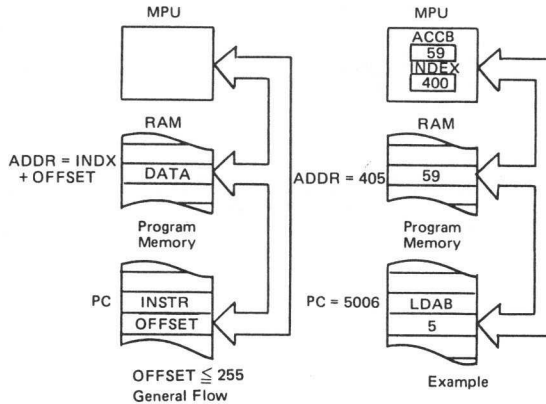 MPU
RAM
ADDR = INDX
+ OFFSET
DATA
Program
Memory
PC
INSTR
OFFSET
OFFSET ≦ 255
General Flow
MPU
ACCB
59
INDEX
400
RAM
ADDR = 405
59
Program
Memory
PC = 5006
LDAB
5
Example